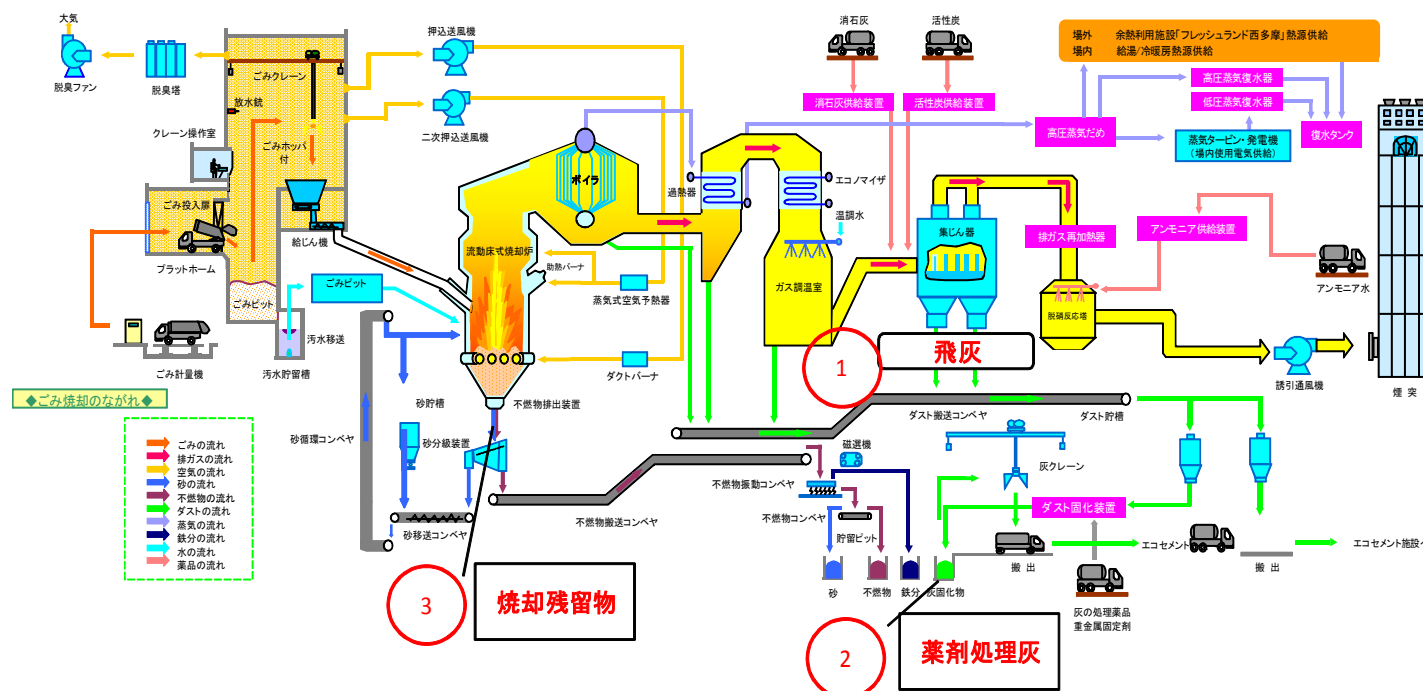 大気
脱臭ファン
脱臭塔
ごみクレーン
放水銃
クレーン操作室
ごみホッパ
付
ごみ投入扉
プラットホーム
給じん機
ごみピット
ごみ計量機
ごみピット
汚水移送
汚水貯留槽
押込送風機
二次押込送風機
流動床式焼却炉
助熱バーナ
蒸気式空気予熱器
ダクトバーナ
不燃物排出装置
ボイラ
過熱器
エコノマイザ
温調水
ガス調温室
消石灰
活性炭
消石灰供給装置
活性炭供給装置
集じん器
排ガス再加熱器
脱硝反応塔
アンモニア供給装置
アンモニア水
誘引通風機
煙 突
場外 余熱利用施設「フレッシュランド西多摩」熱源供給
場内 給湯/冷暖房熱源供給
高圧蒸気だめ
高圧蒸気復水器
低圧蒸気復水器
復水タンク
蒸気タービン・発電機
(場内使用電気供給)
1
飛灰
◆ごみ焼却のながれ◆
ごみの流れ
排ガスの流れ
空気の流れ
砂の流れ
不燃物の流れ
ダストの流れ
蒸気の流れ
鉄分の流れ
水の流れ
薬品の流れ
砂貯槽
砂循環コンベヤ
砂分級装置
砂移送コンベヤ
不燃物搬送コンベヤ
ダスト搬送コンベヤ
ダスト貯槽
磁選機
不燃物振動コンベヤ
不燃物コンベヤ
貯留ピット
砂
不燃物
鉄分
灰固化物
灰クレーン
ダスト固化装置
搬 出
エコセメント
搬 出
エコセメント施設へ
灰の処理薬品
重金属固定剤
3
焼却残留物
2
薬剤処理灰